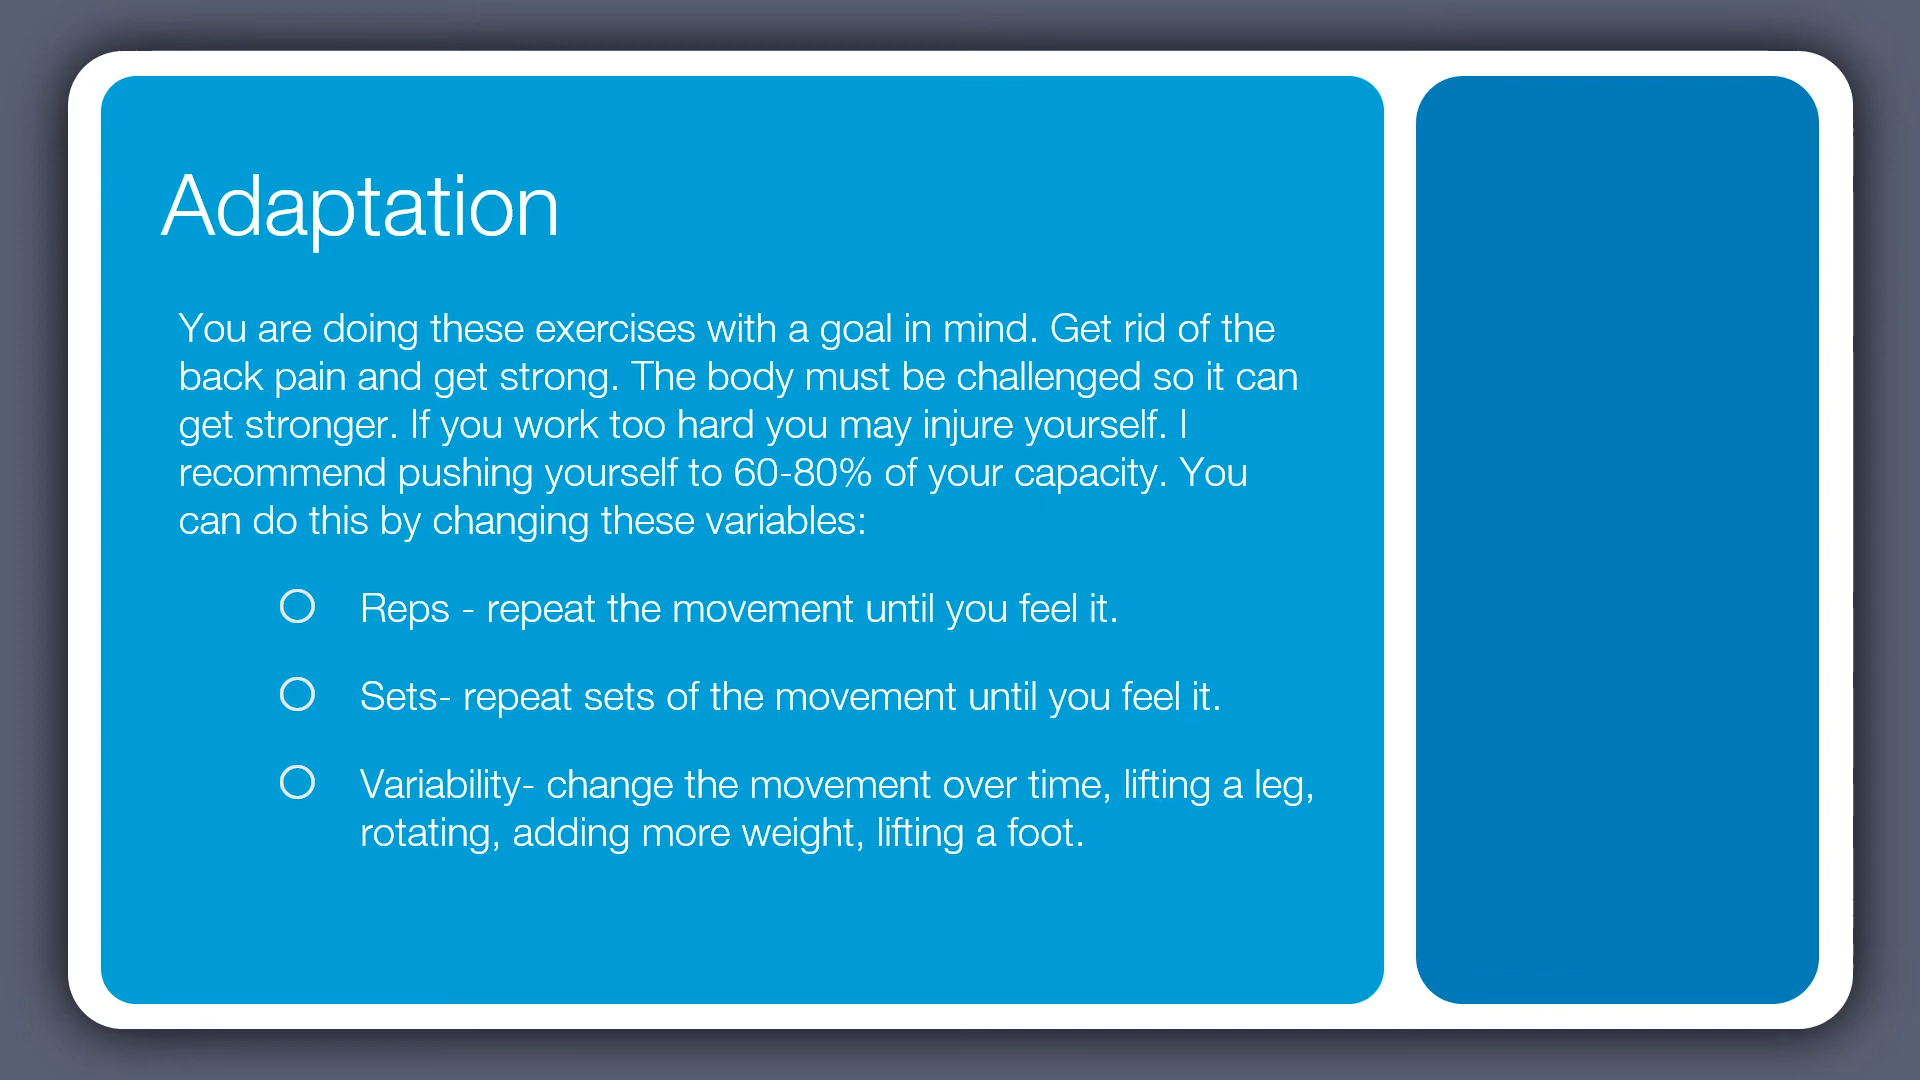 Adaptation
You are doing these exercises with a goal in mind. Get rid of the
back pain and get strong. The body must be challenged so it can
get stronger. If you work too hard you may injure yourself. I
recommend pushing yourself to 60-80% of your capacity. You
can do this by changing these variables:
Reps - repeat the movement until you feel it.
Sets- repeat sets of the movement until you feel it.
Variability- change the movement over time, lifting a leg,
rotating, adding more weight, lifting a foot.